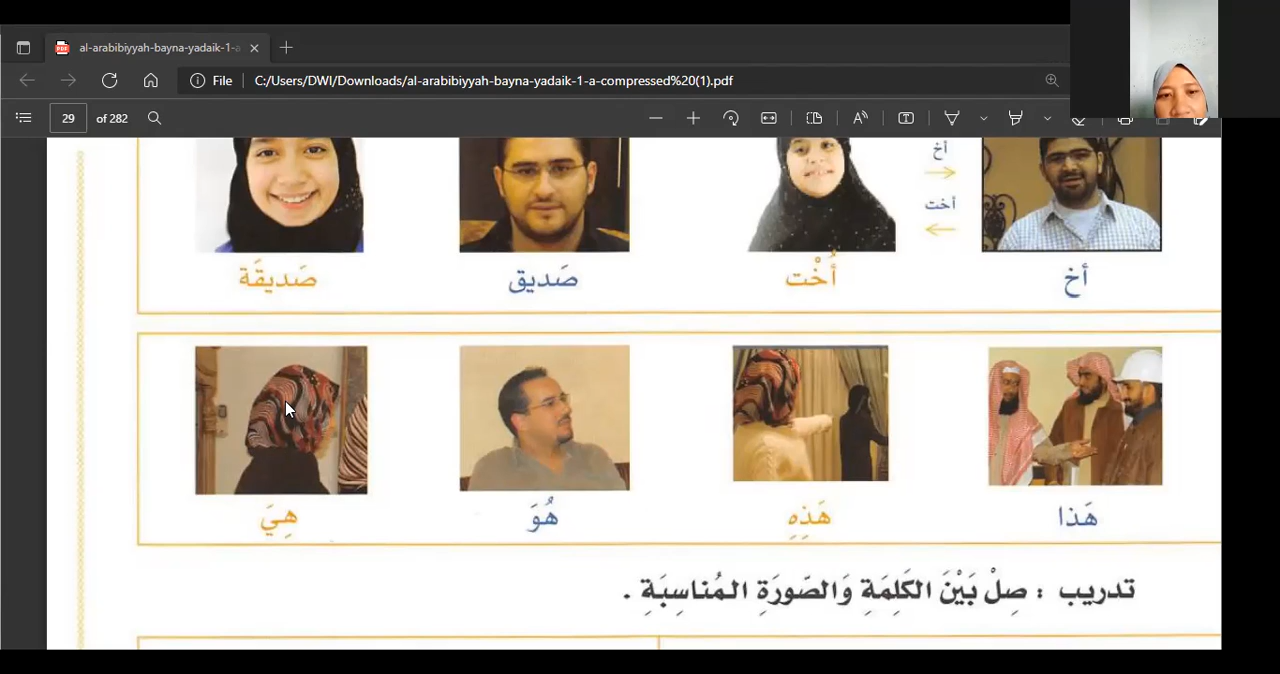 al-arabibiyyah-bayna-yadaik-1-a
File C:/Users/DWI/Downloads/al-arabibiyyah-bayna-yadaik-1-a-compressed%20(1).pdf
29 of 282
أخ
أخت
أخ أُخْت صَديق صَديقَة
هَذا هَذِهِ هُوَ هِيَ
تدريب : صِلْ بَيْنَ الكَلِمَةِ وَالصّورَةِ المُناسِبَةِ .